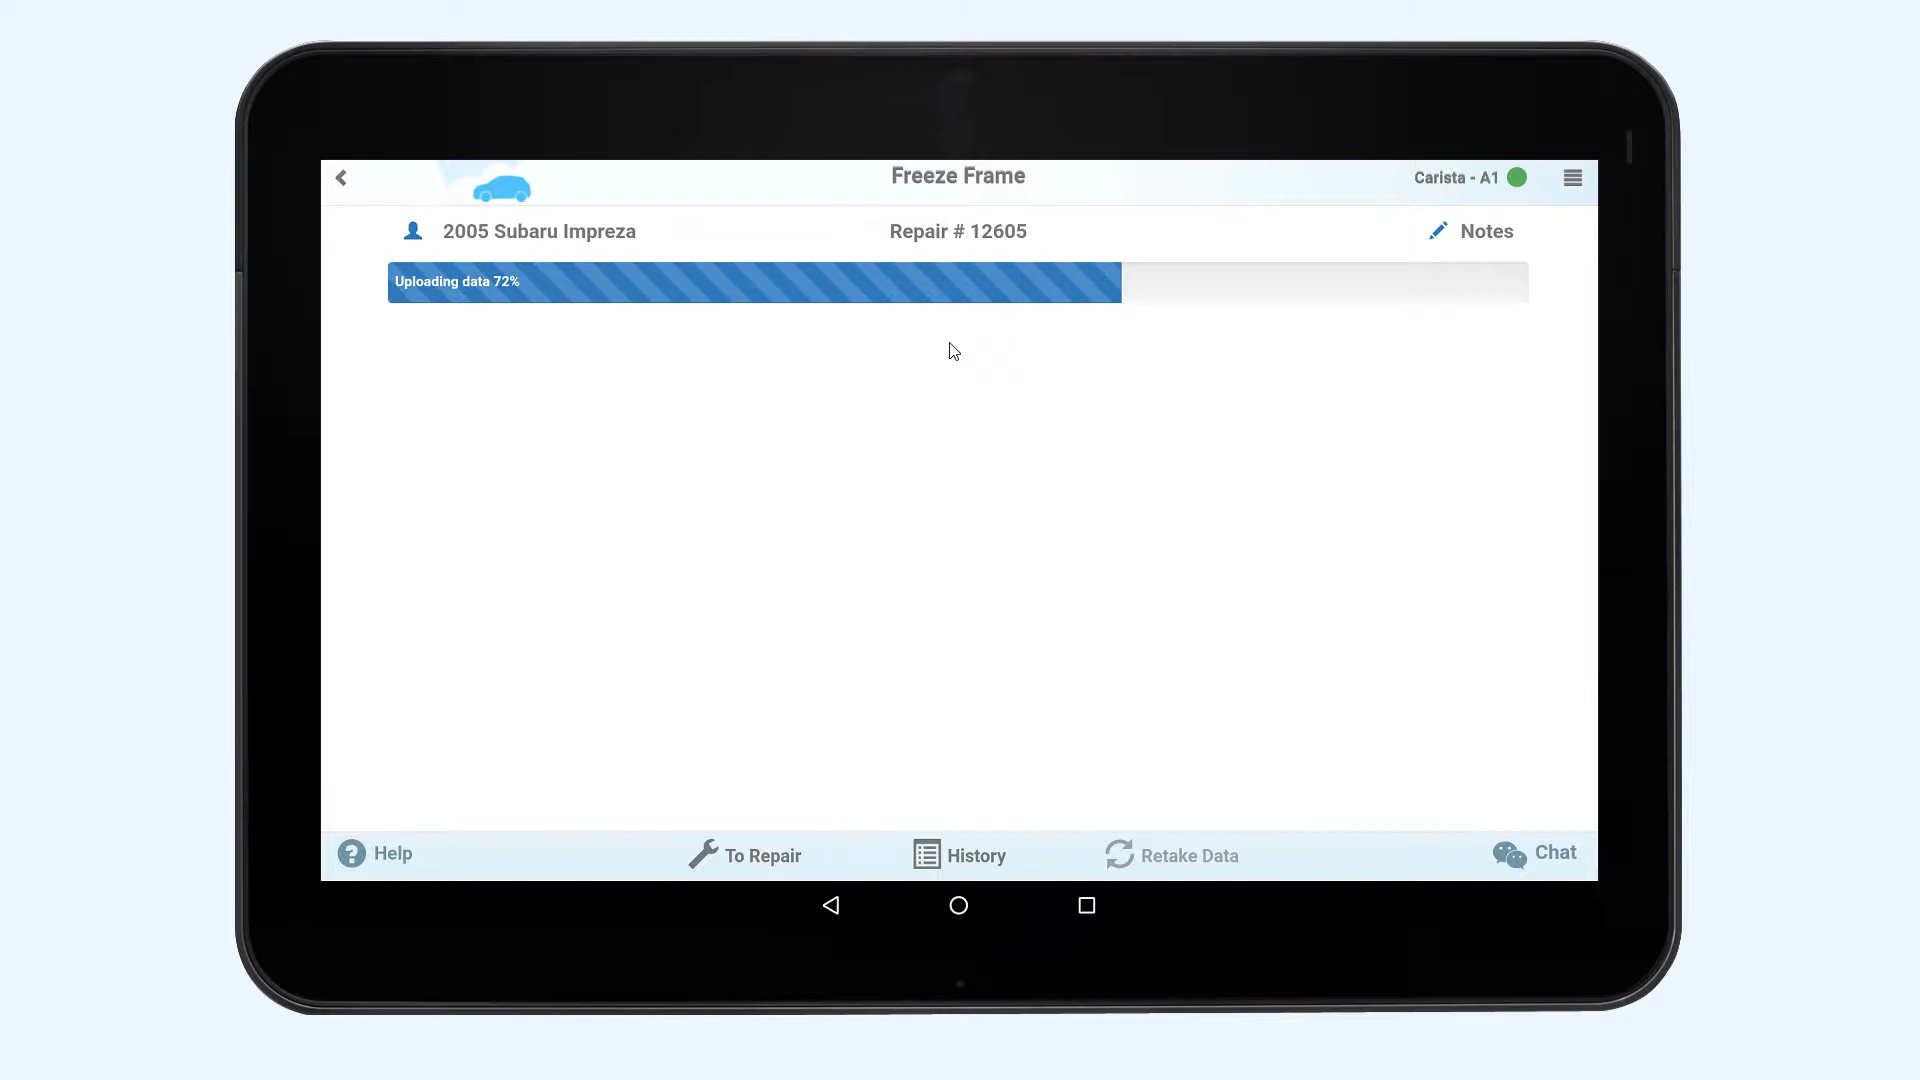 Freeze Frame
Carista - A1
2005 Subaru Impreza
Repair # 12605
Notes
Uploading data 72%
Help
To Repair
History
Retake Data
Chat